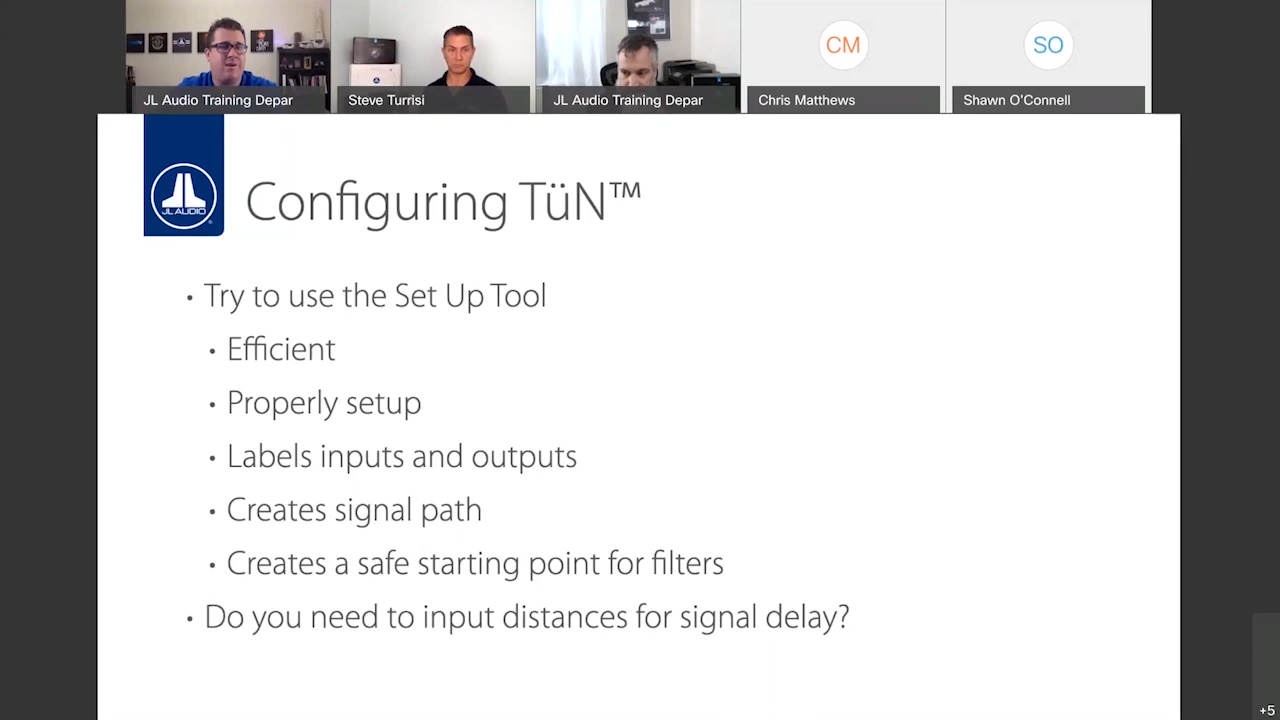 JL Audio Training Depar
Steve Turrisi
JL Audio Training Depar
CM
Chris Matthews
SO
Shawn O'Connell
JL AUDIO
Configuring TüN™
• Try to use the Set Up Tool
• Efficient
• Properly setup
• Labels inputs and outputs
• Creates signal path
• Creates a safe starting point for filters
• Do you need to input distances for signal delay?
+5